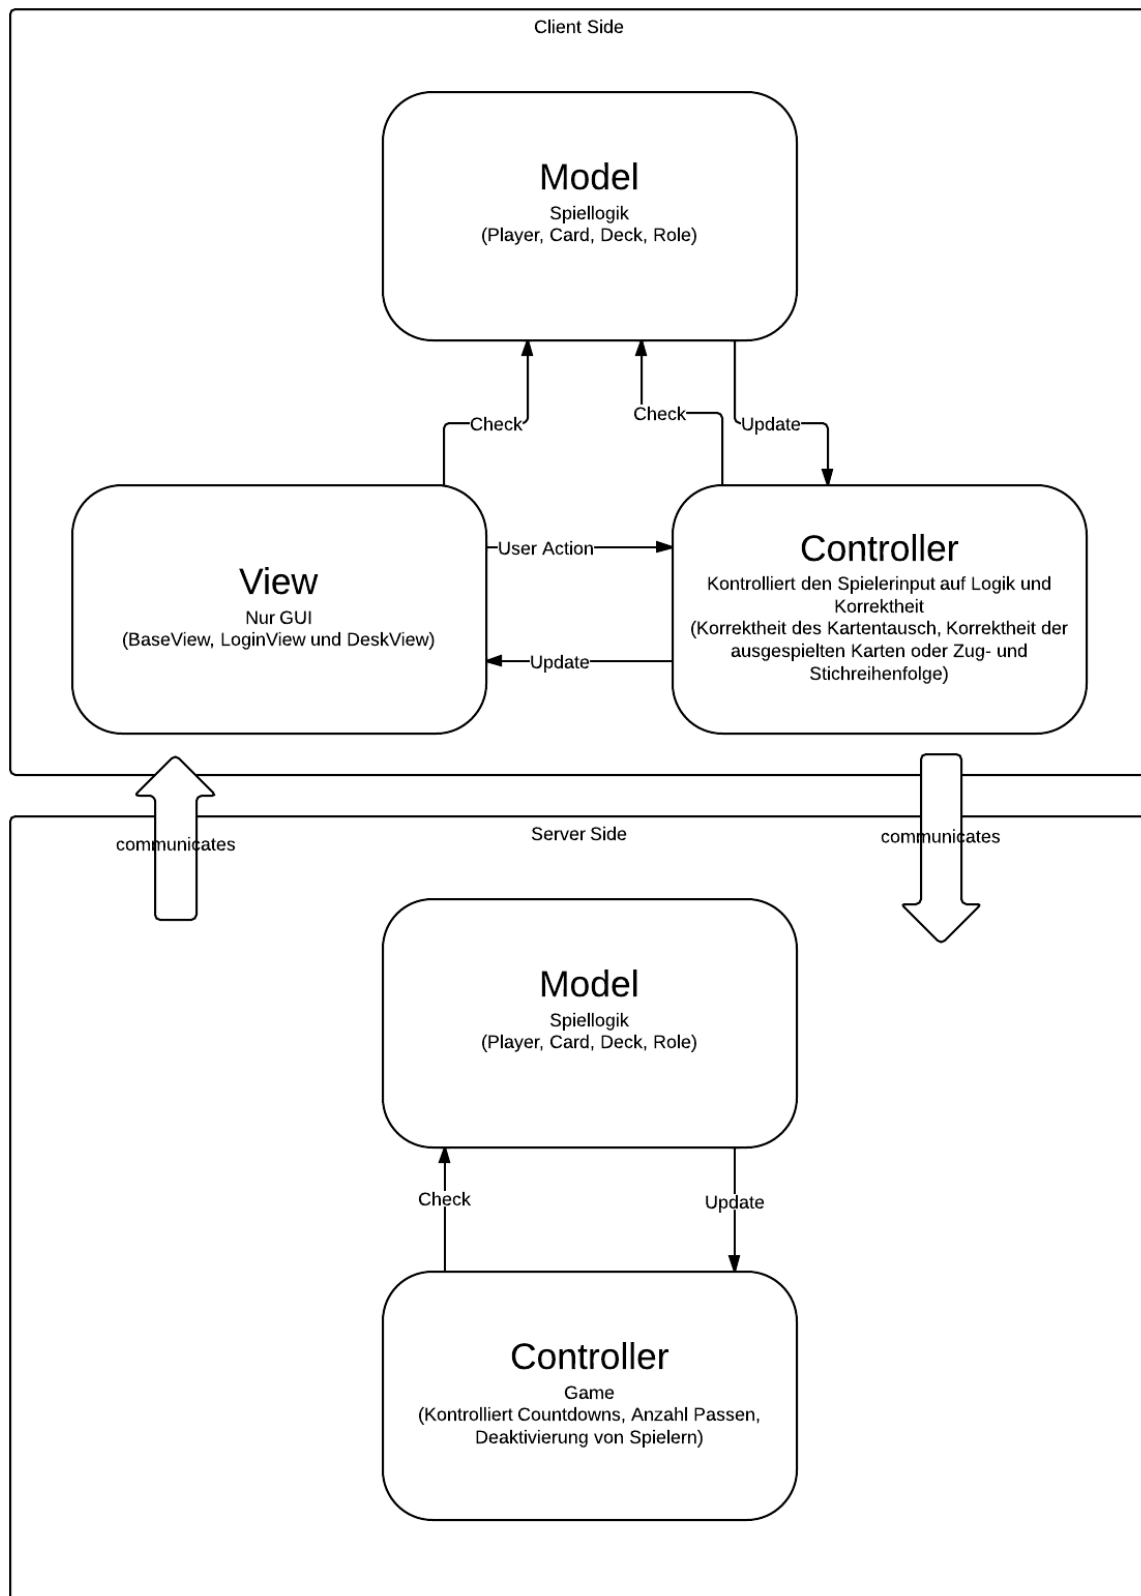 Client Side
Model
Spiellogik
(Player, Card, Deck, Role)
Check
Check
Update
View
Nur GUI
(BaseView, LoginView und DeskView)
User Action
Update
Controller
Kontrolliert den Spielerinput auf Logik und
Korrektheit
(Korrektheit des Kartentausch, Korrektheit der
ausgespielten Karten oder Zug- und
Stichreihenfolge)
communicates
communicates
Server Side
Model
Spiellogik
(Player, Card, Deck, Role)
Check
Update
Controller
Game
(Kontrolliert Countdowns, Anzahl Passen,
Deaktivierung von Spielern)